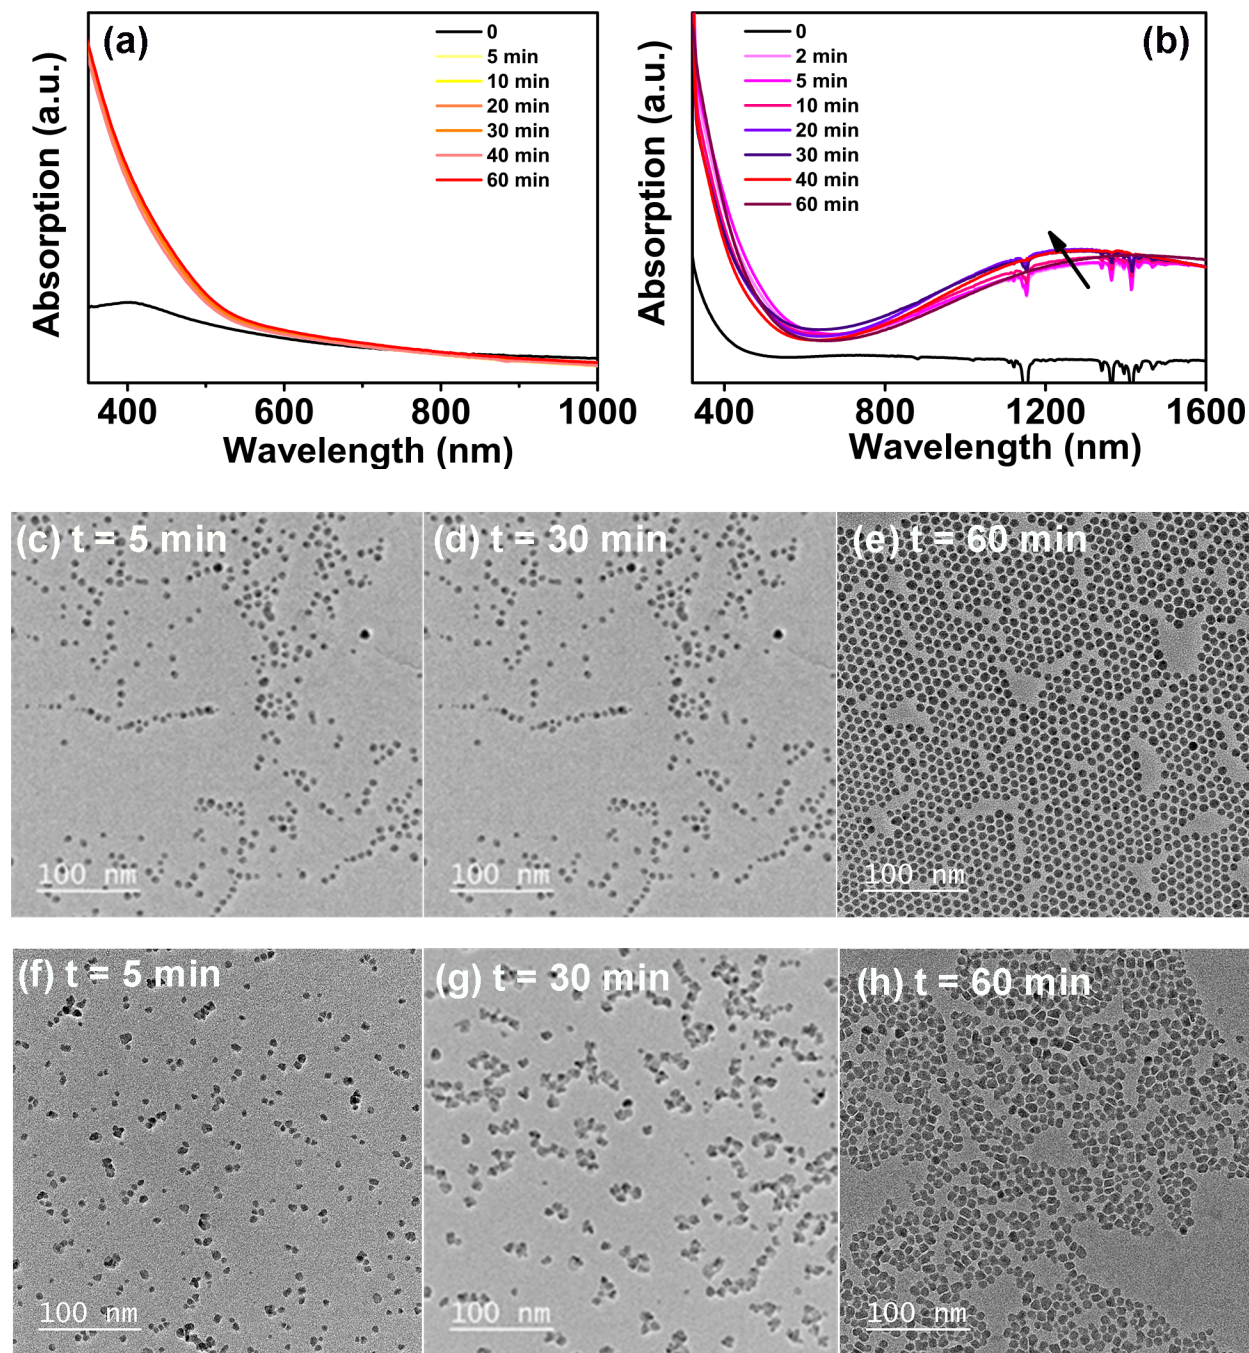 (a)
0
5 min
10 min
20 min
30 min
40 min
60 min
Absorption (a.u.)
400
600
800
1000
Wavelength (nm)
(b)
0
2 min
5 min
10 min
20 min
30 min
40 min
60 min
Absorption (a.u.)
400
800
1200
1600
Wavelength (nm)
(c) t = 5 min
100 nm
(d) t = 30 min
100 nm
(e) t = 60 min
100 nm
(f) t = 5 min
100 nm
(g) t = 30 min
100 nm
(h) t = 60 min
100 nm